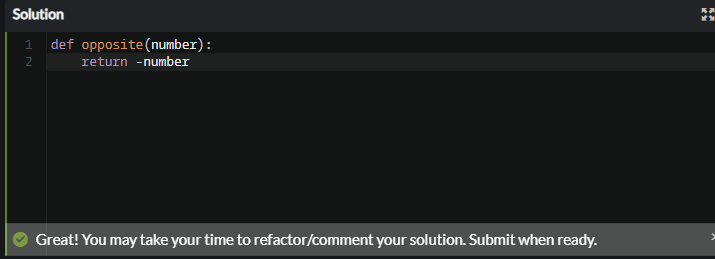 Solution
1 def opposite(number):
2     return -number
Great! You may take your time to refactor/comment your solution. Submit when ready.